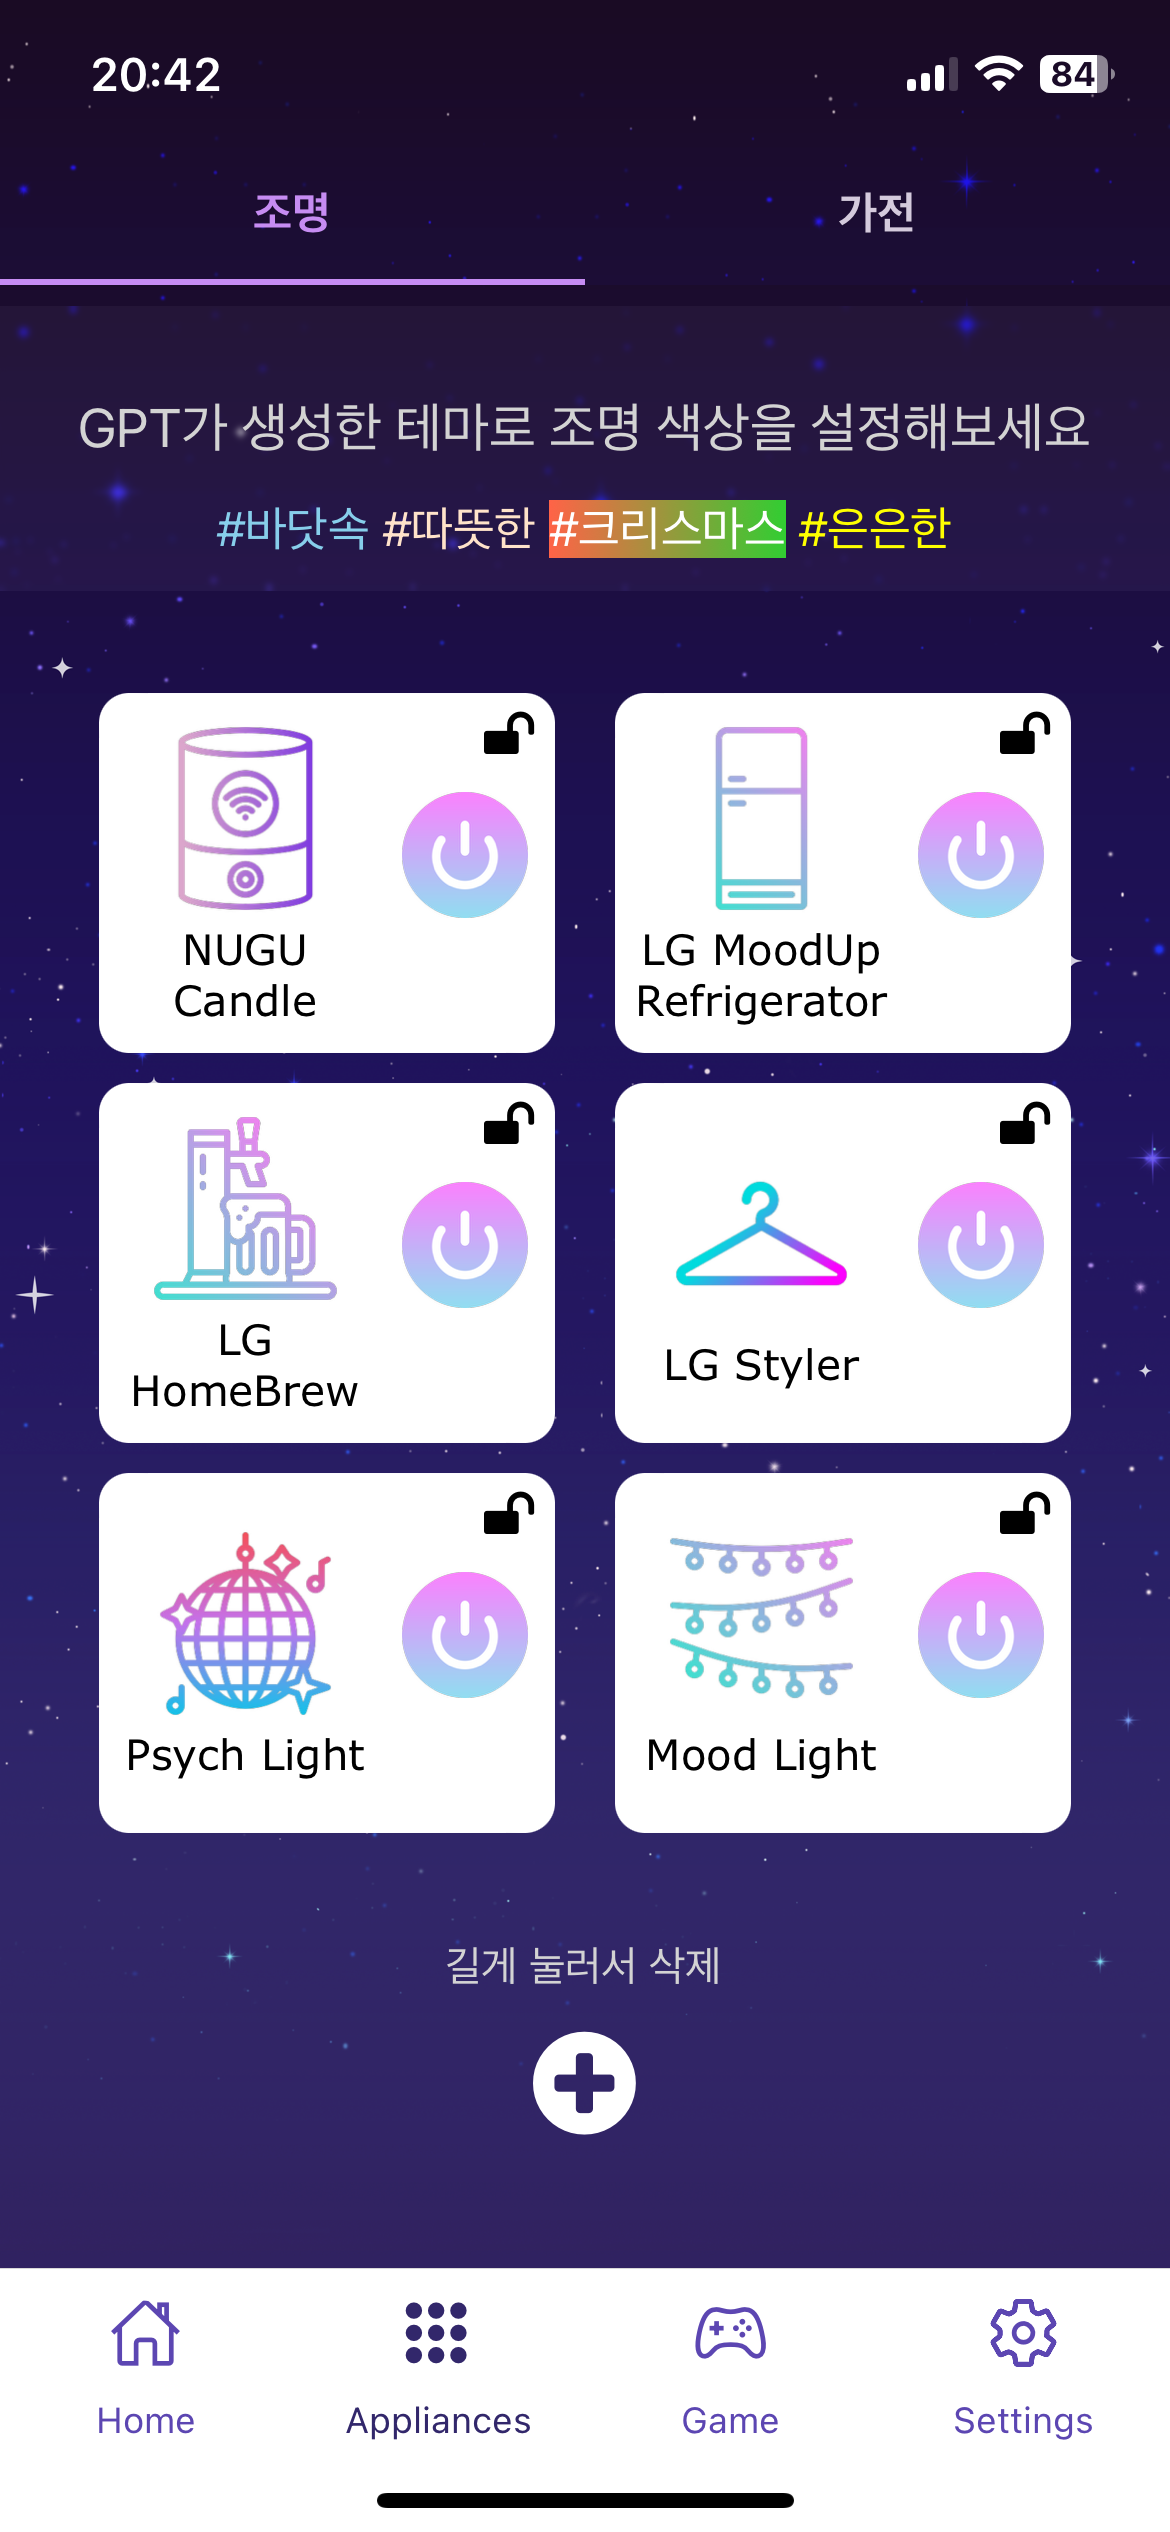 20:42
84
조명
가전
GPT가 생성한 테마로 조명 색상을 설정해보세요
#바닷속 #따뜻한 #크리스마스 #은은한
NUGU
Candle
LG MoodUp
Refrigerator
LG
HomeBrew
LG Styler
Psych Light
Mood Light
길게 눌러서 삭제
Home
Appliances
Game
Settings